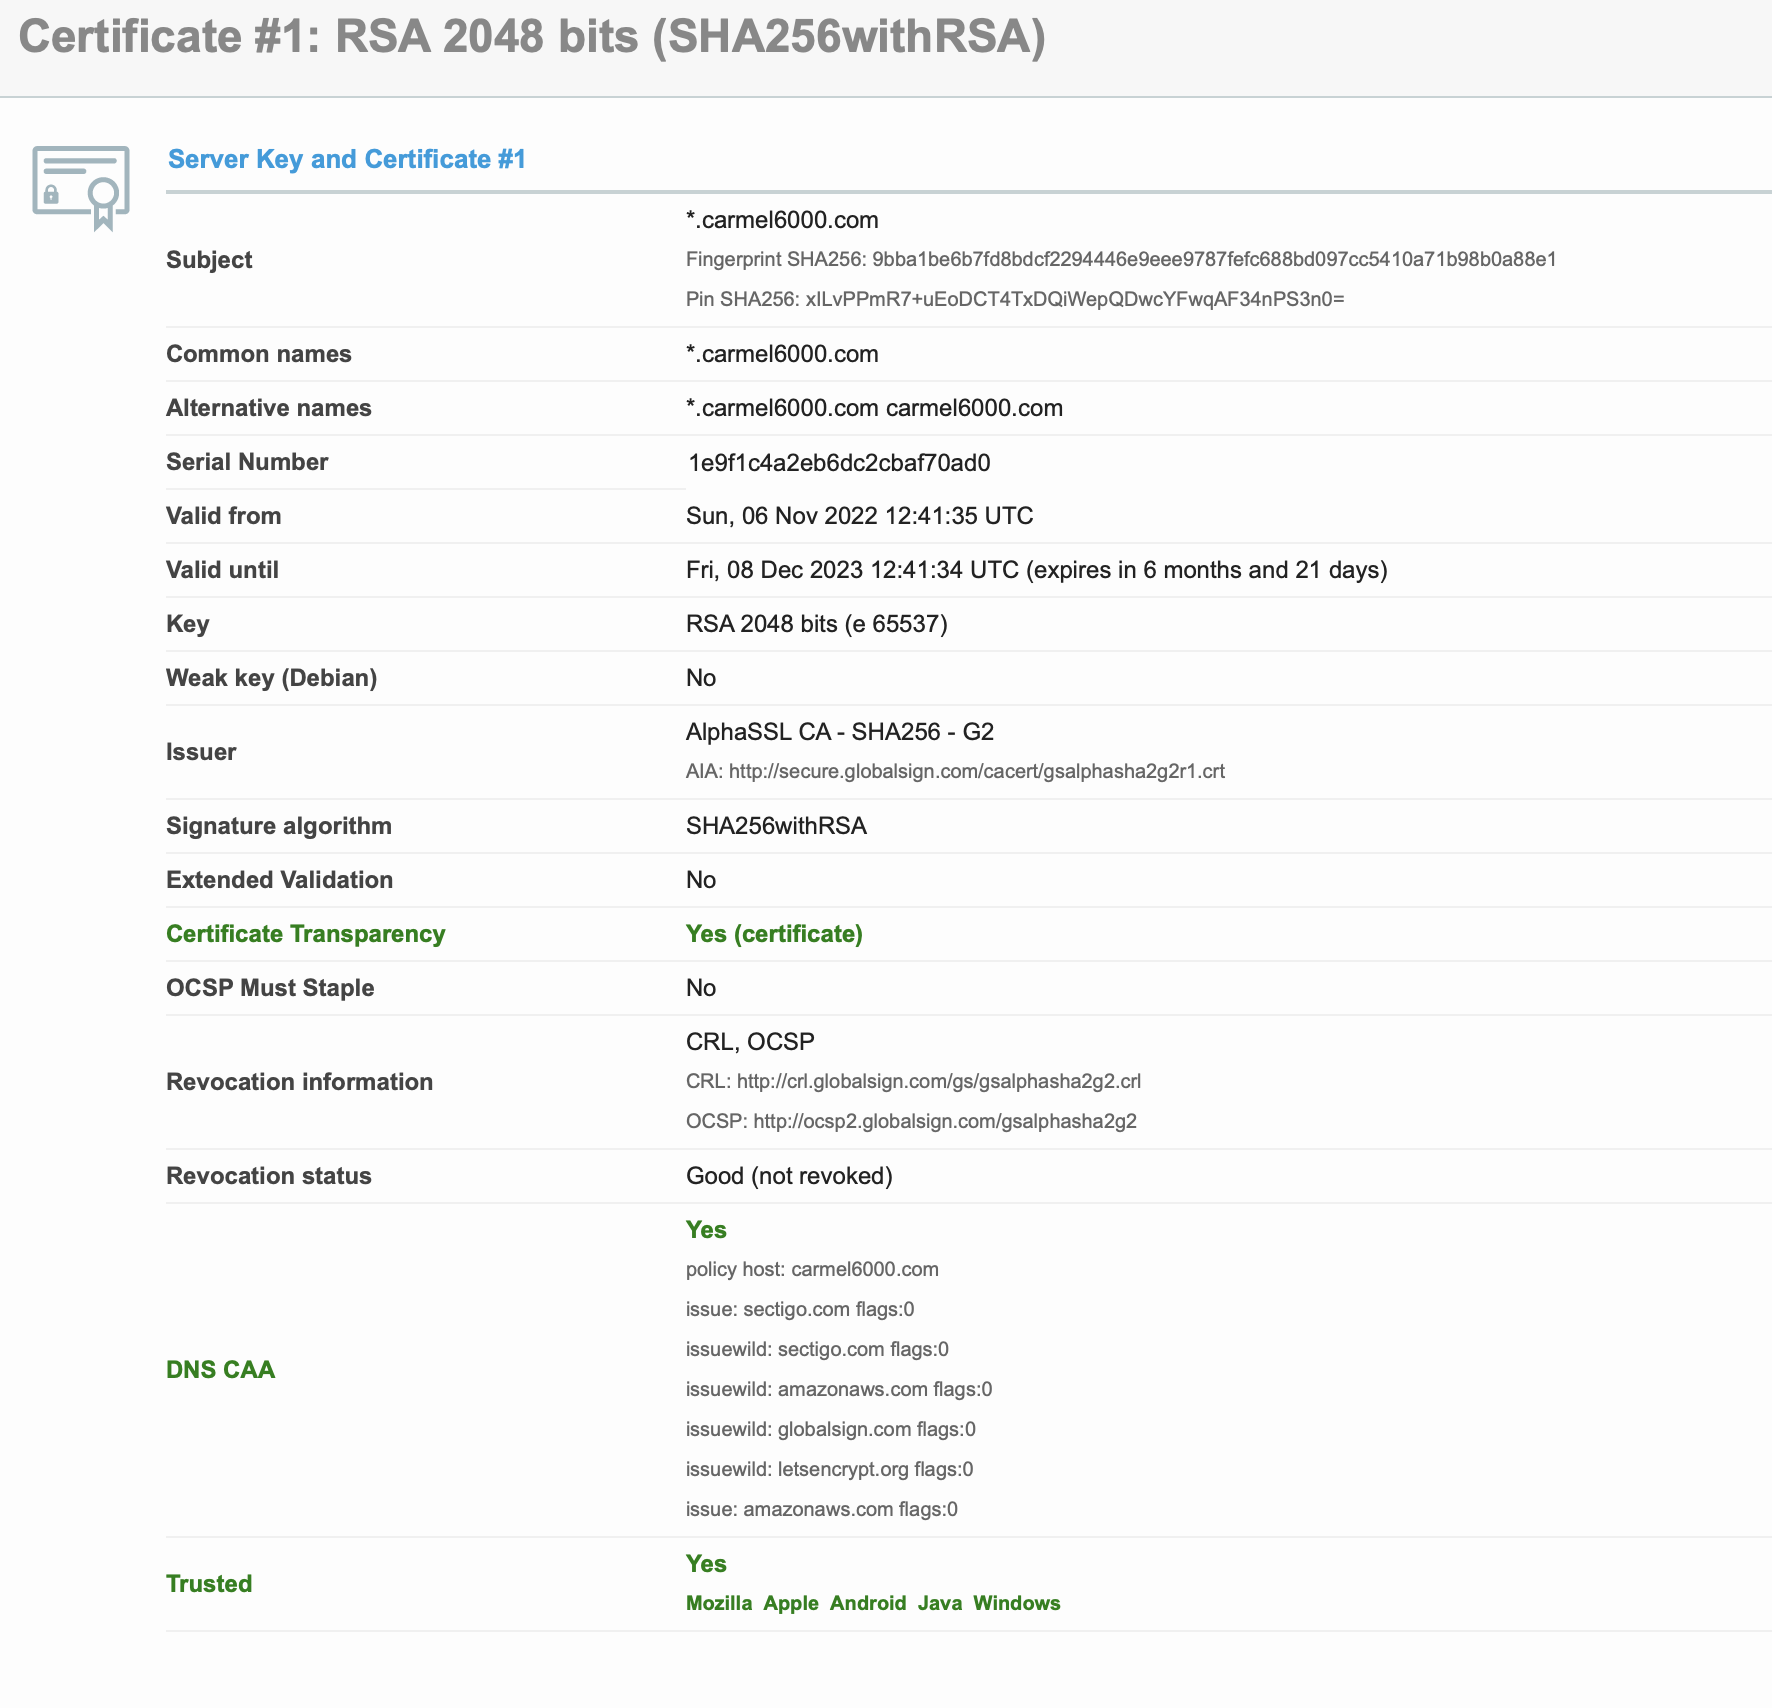 Certificate #1: RSA 2048 bits (SHA256withRSA)
Server Key and Certificate #1
Subject
*.carmel6000.com
Fingerprint SHA256: 9bba1be6b7fd8bdcf2294446e9eee9787fefc688bd097cc5410a71b98b0a88e1
Pin SHA256: xILvPPmR7+uEoDCT4TxDQiWepQDwcYFwqAF34nPS3n0=
Common names *.carmel6000.com
Alternative names *.carmel6000.com carmel6000.com
Serial Number 1e9f1c4a2eb6dc2cbaf70ad0
Valid from Sun, 06 Nov 2022 12:41:35 UTC
Valid until Fri, 08 Dec 2023 12:41:34 UTC (expires in 6 months and 21 days)
Key RSA 2048 bits (e 65537)
Weak key (Debian) No
Issuer
AlphaSSL CA - SHA256 - G2
AIA: http://secure.globalsign.com/cacert/gsalphasha2g2r1.crt
Signature algorithm SHA256withRSA
Extended Validation No
Certificate Transparency Yes (certificate)
OCSP Must Staple No
Revocation information
CRL, OCSP
CRL: http://crl.globalsign.com/gs/gsalphasha2g2.crl
OCSP: http://ocsp2.globalsign.com/gsalphasha2g2
Revocation status Good (not revoked)
DNS CAA
Yes
policy host: carmel6000.com
issue: sectigo.com flags:0
issuewild: sectigo.com flags:0
issuewild: amazonaws.com flags:0
issuewild: globalsign.com flags:0
issuewild: letsencrypt.org flags:0
issue: amazonaws.com flags:0
Trusted
Yes
Mozilla Apple Android Java Windows